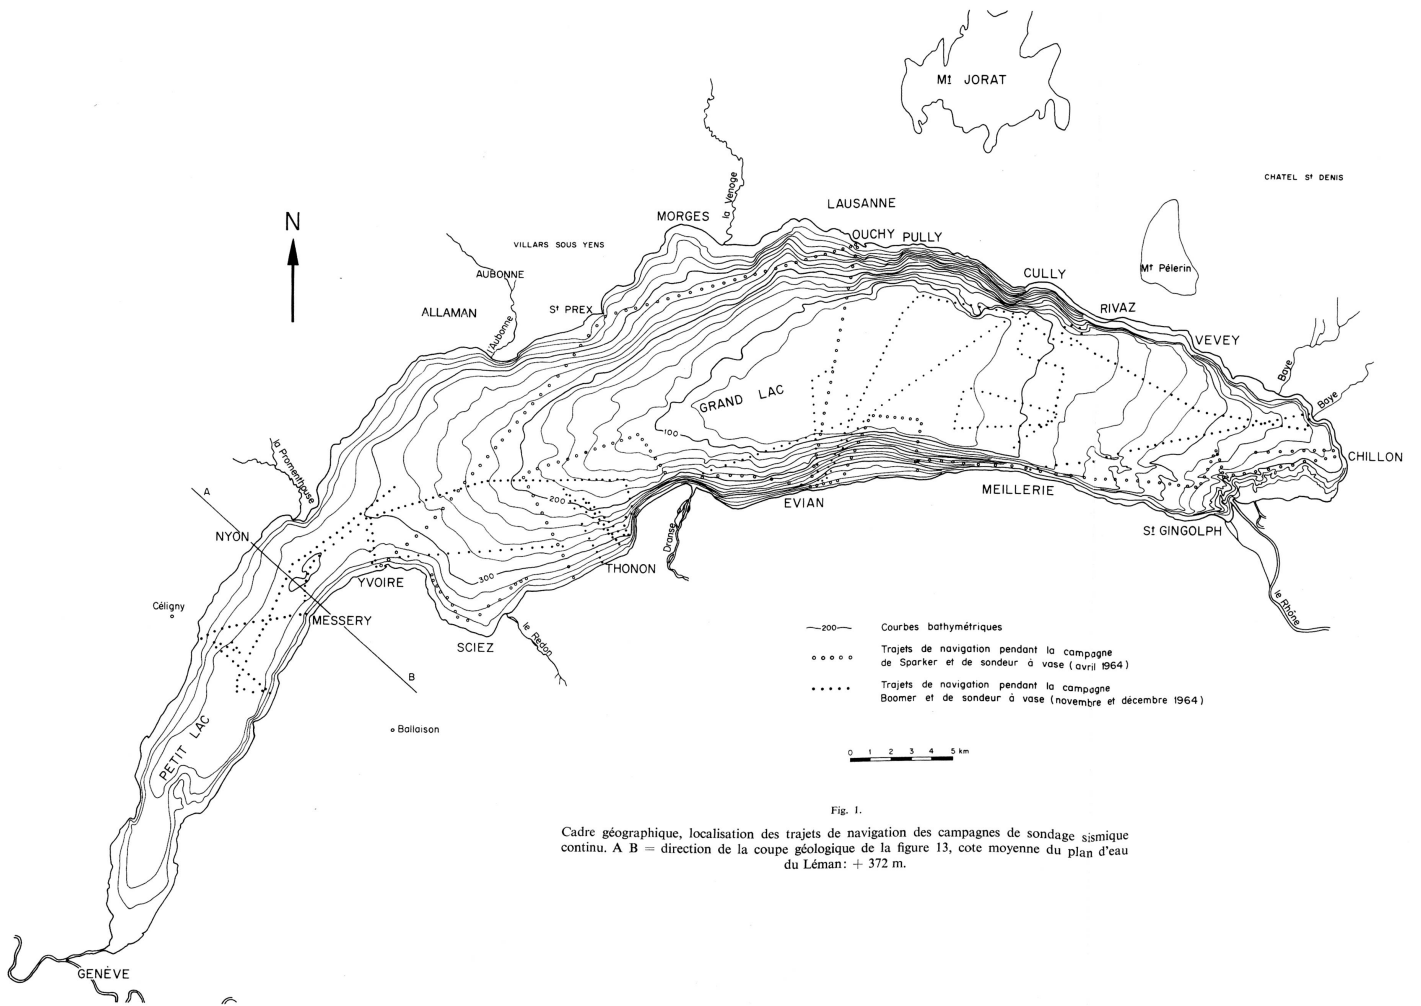 Mt JORAT
CHATEL St DENIS
la Venoge
LAUSANNE
MORGES
N
OUCHY PULLY
VILLARS SOUS YENS
Mt Pélerin
AUBONNE
CULLY
ALLAMAN
St PREX
RIVAZ
l'Aubonne
VEVEY
Baye
GRAND LAC
Baye
100
la Promenthouse
CHILLON
A
MEILLERIE
200
EVIAN
St GINGOLPH
NYON
Dranse
THONON
300
YVOIRE
le Rhône
Céligny
MESSERY
le Redon
SCIEZ
B
Ballaison
PETIT LAC
GENÈVE
200 Courbes bathymétriques
Trajets de navigation pendant la campagne
de Sparker et de sondeur à vase (avril 1964)
Trajets de navigation pendant la campagne
Boomer et de sondeur à vase (novembre et décembre 1964)
0 1 2 3 4 5 km
Fig. 1.
Cadre géographique, localisation des trajets de navigation des campagnes de sondage sismique
continu. A B = direction de la coupe géologique de la figure 13, cote moyenne du plan d'eau
du Léman: + 372 m.